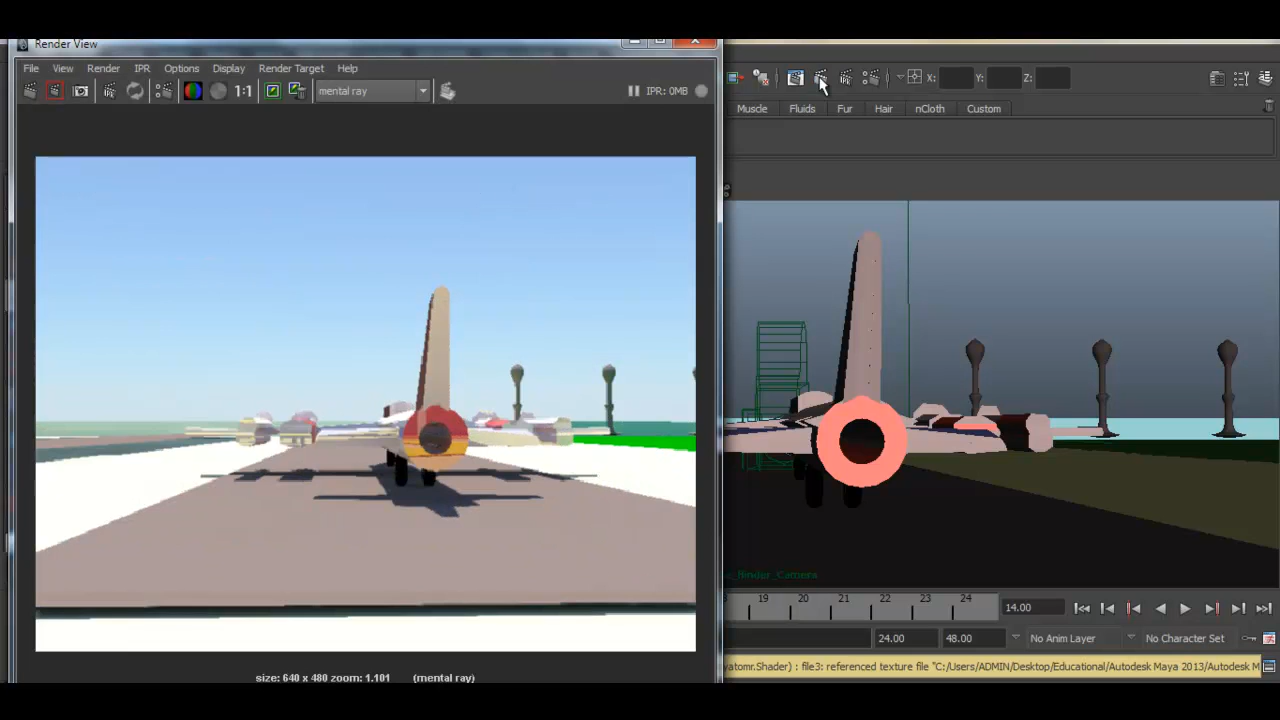 Render View
File View Render IPR Options Display Render Target Help
1:1 mental ray IPR: 0MB
X: Y: Z:
Muscle Fluids Fur Hair nCloth Custom
size: 640 x 480 zoom: 1.101 (mental ray)
19 20 21 22 23 24 14.00
24.00 48.00 No Anim Layer No Character Set
yatomr.Shader) : file3: referenced texture file "C:/Users/ADMIN/Desktop/Educational/Autodesk Maya 2013/Autodesk M